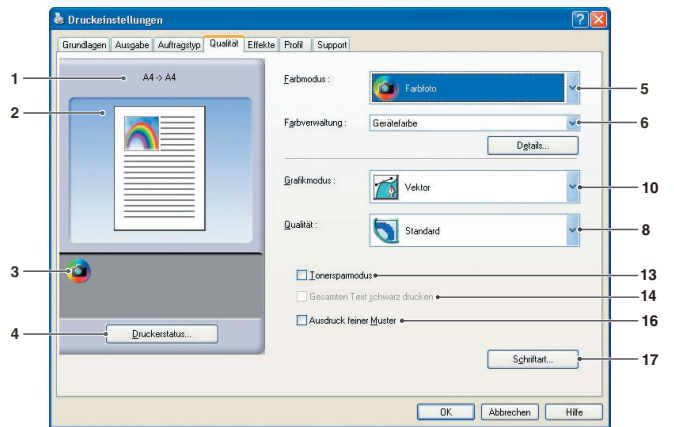 Druckeinstellungen
Grundlagen Ausgabe Auftragstyp Qualität Effekte Profil Support
1 A4 -> A4
2
3
4 Druckerstatus...
Farbmodus : Farbfoto 5
Farbverwaltung : Gerätefarbe 6
Details...
Grafikmodus : Vektor 10
Qualität : Standard 8
Tonersparmodus 13
Gesamten Text schwarz drucken 14
Ausdruck feiner Muster 16
Schriftart... 17
OK Abbrechen Hilfe